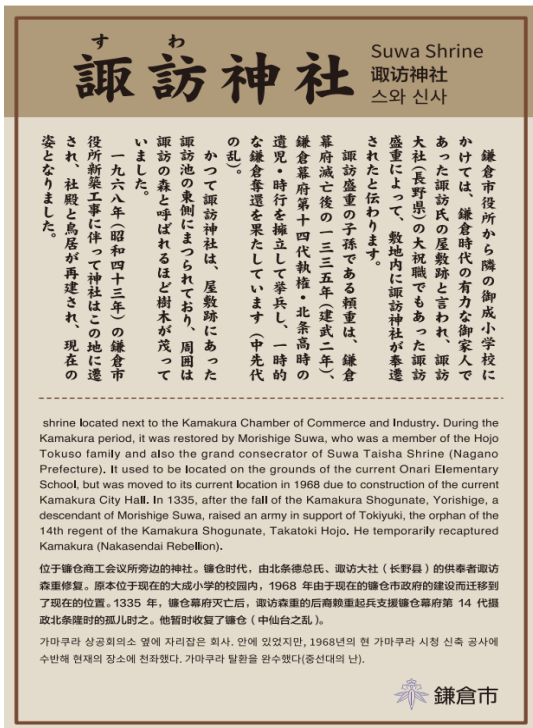 すわ
諏訪神社
Suwa Shrine
诹访神社
스와 신사
鎌倉市役所から隣の御成小学校に
かけては、鎌倉時代の有力な御家人で
あった諏訪氏の屋敷跡と言われ、諏訪
大社（長野県）の大祝職でもあった諏訪
盛重によって、敷地内に諏訪神社が奉遷
されたと伝わります。
諏訪盛重の子孫である頼重は、鎌倉
幕府滅亡後の一三三五年（建武二年）、
鎌倉幕府第十四代執権・北条高時の
遺児・時行を擁立して挙兵し、一時的
な鎌倉奪還を果たしています（中先代
の乱）。
かつて諏訪神社は、屋敷跡にあった
諏訪池の東側にまつられており、周囲は
諏訪の森と呼ばれるほど樹木が茂って
いました。
一九六八年（昭和四十三年）の鎌倉市
役所新築工事に伴って神社はこの地に遷
され、社殿と鳥居が再建され、現在の
姿となりました。
shrine located next to the Kamakura Chamber of Commerce and Industry. During the
Kamakura period, it was restored by Morishige Suwa, who was a member of the Hojo
Tokuso family and also the grand consecrator of Suwa Taisha Shrine (Nagano
Prefecture). It used to be located on the grounds of the current Onari Elementary
School, but was moved to its current location in 1968 due to construction of the current
Kamakura City Hall. In 1335, after the fall of the Kamakura Shogunate, Yorishige, a
descendant of Morishige Suwa, raised an army in support of Tokiyuki, the orphan of the
14th regent of the Kamakura Shogunate, Takatoki Hojo. He temporarily recaptured
Kamakura (Nakasendai Rebellion).
位于镰仓商工会议所旁边的神社。镰仓时代，由北条德总氏、诹访大社（长野县）的供奉者诹访
森重修复。原本位于现在的大成小学的校园内，1968 年由于现在的镰仓市政府的建设而迁移到
了现在的位置。1335 年，镰仓幕府灭亡后，诹访森重的后裔赖重起兵支援镰仓幕府第 14 代摄
政北条隆时的孤儿时之。他暂时收复了镰仓（中仙台之乱）。
가마쿠라 상공회의소 옆에 자리잡은 회사. 안에 있었지만, 1968년의 현 가마쿠라 시청 신축 공사에
수반해 현재의 장소에 천좌했다. 가마쿠라 탈환을 완수했다(중선대의 난).
鎌倉市